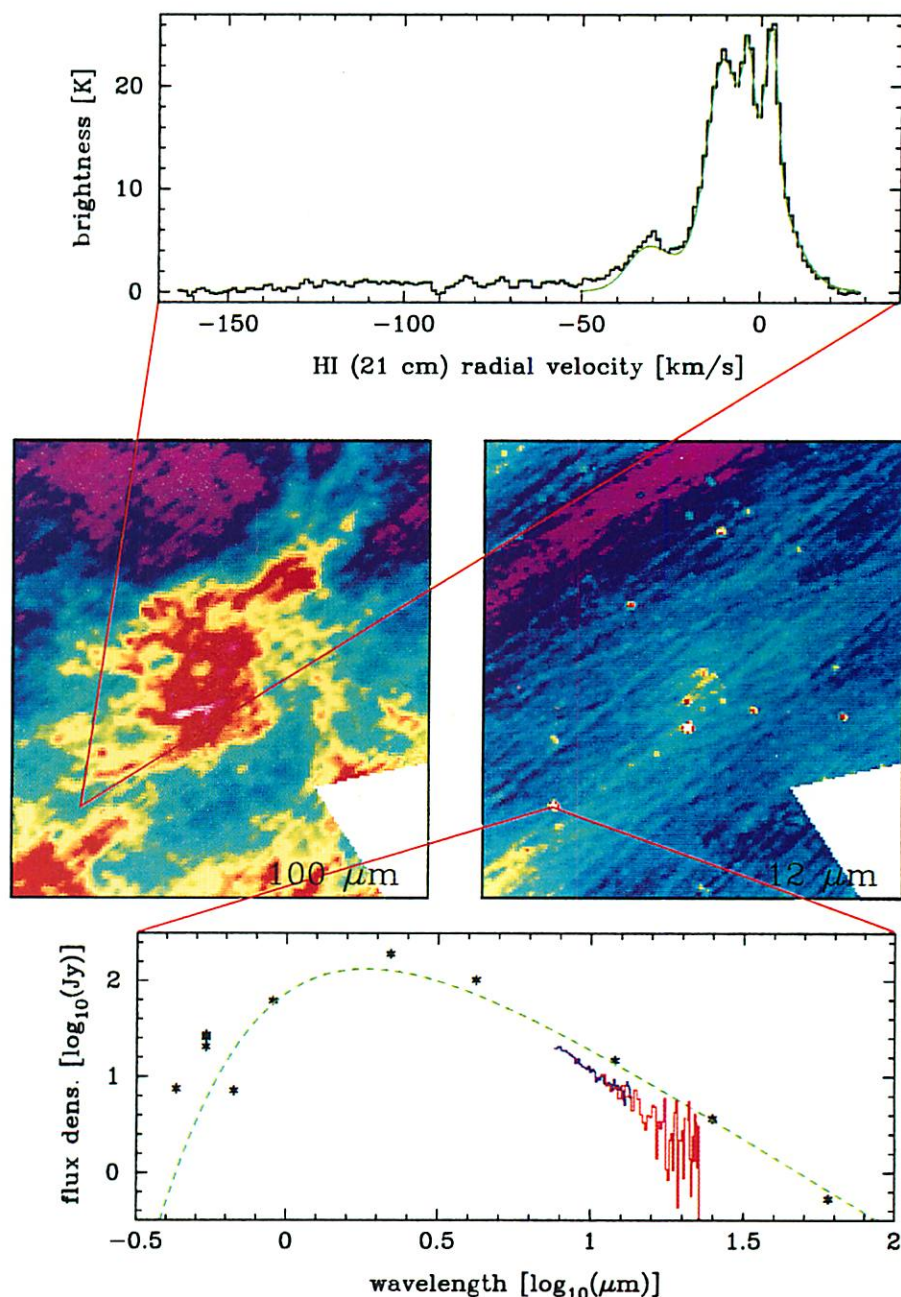 brightness [K]
20
10
0
−150
−100
−50
0
HI (21 cm) radial velocity [km/s]
100 μm
12 μm
flux dens. [log₁₀(Jy)]
2
1
0
−0.5
0
0.5
1
1.5
2
wavelength [log₁₀(μm)]